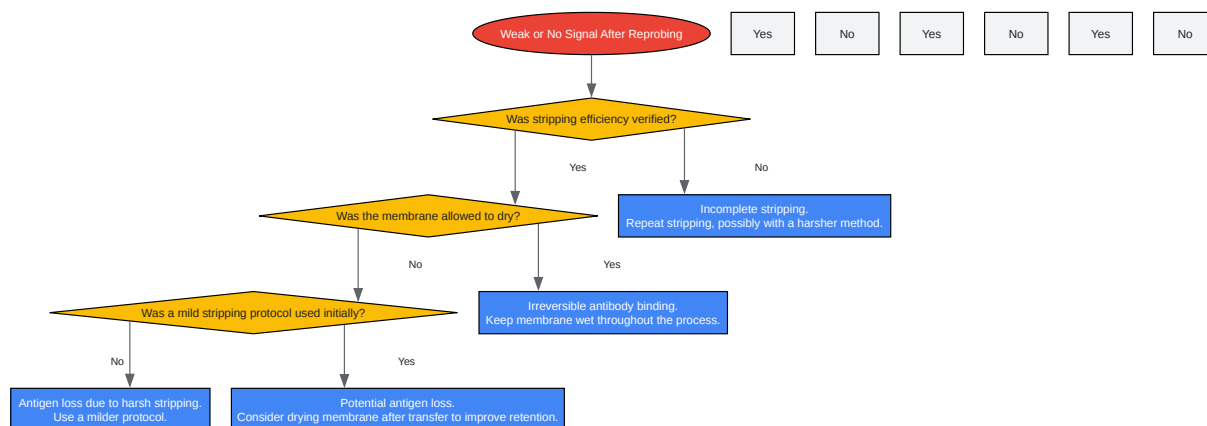 Weak or No Signal After Reprobing
Yes
No
Yes
No
Yes
No
Was stripping efficiency verified?
Yes
No
Was the membrane allowed to dry?
Incomplete stripping.
Repeat stripping, possibly with a harsher method.
No
Yes
Was a mild stripping protocol used initially?
Irreversible antibody binding.
Keep membrane wet throughout the process.
No
Yes
Antigen loss due to harsh stripping.
Use a milder protocol.
Potential antigen loss.
Consider drying membrane after transfer to improve retention.